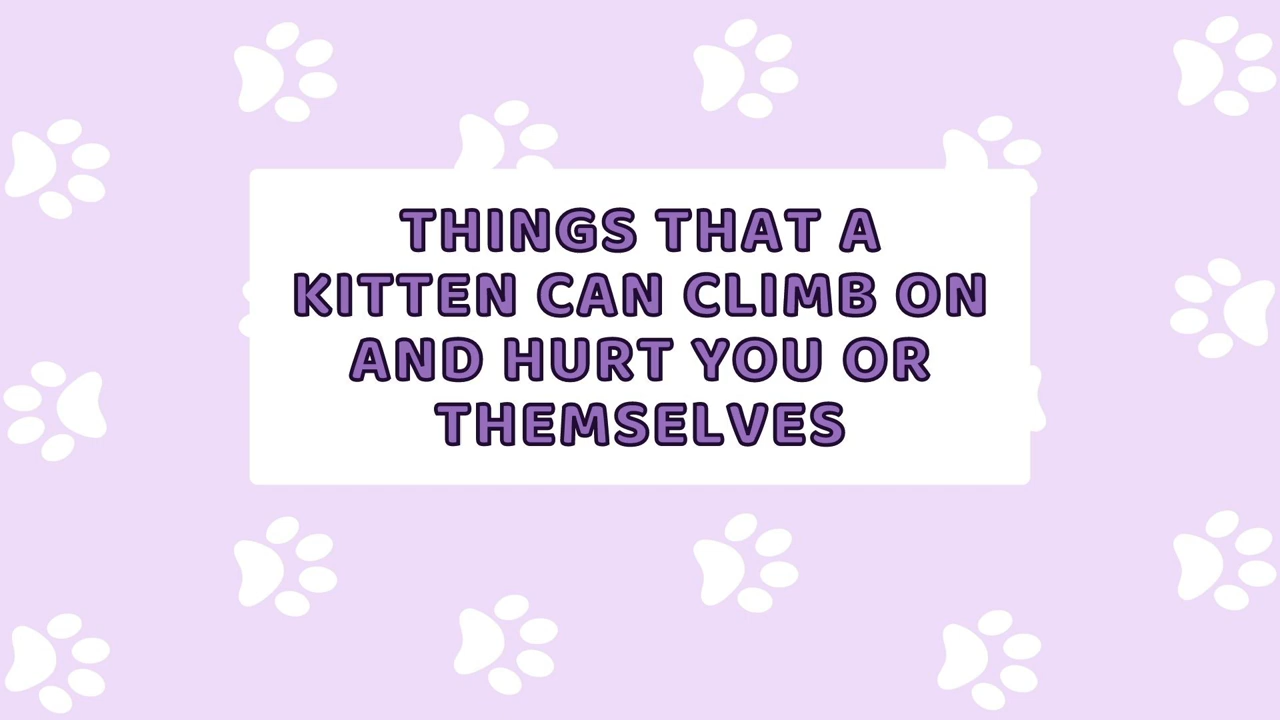 THINGS THAT A
KITTEN CAN CLIMB ON
AND HURT YOU OR
THEMSELVES